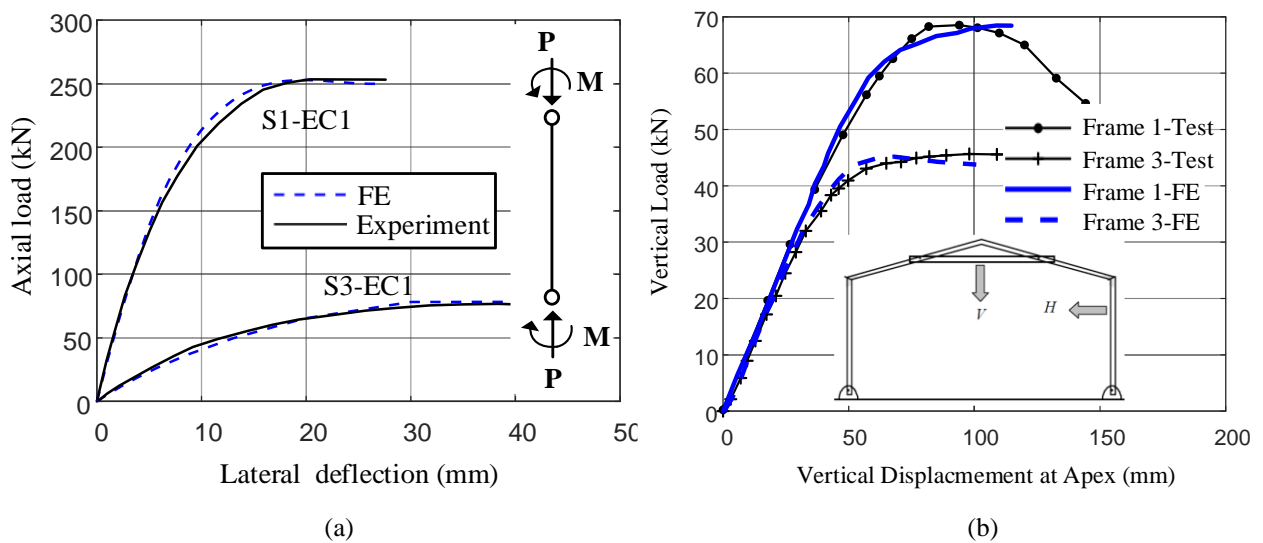 300
250
200
150
100
50
0
0 10 20 30 40 50
Axial load (kN)
Lateral deflection (mm)
S1-EC1
S3-EC1
FE
Experiment
P
M
M
P
(a)
70
60
50
40
30
20
10
0
0 50 100 150 200
Vertical Load (kN)
Vertical Displacmement at Apex (mm)
Frame 1-Test
Frame 3-Test
Frame 1-FE
Frame 3-FE
V
H
(b)